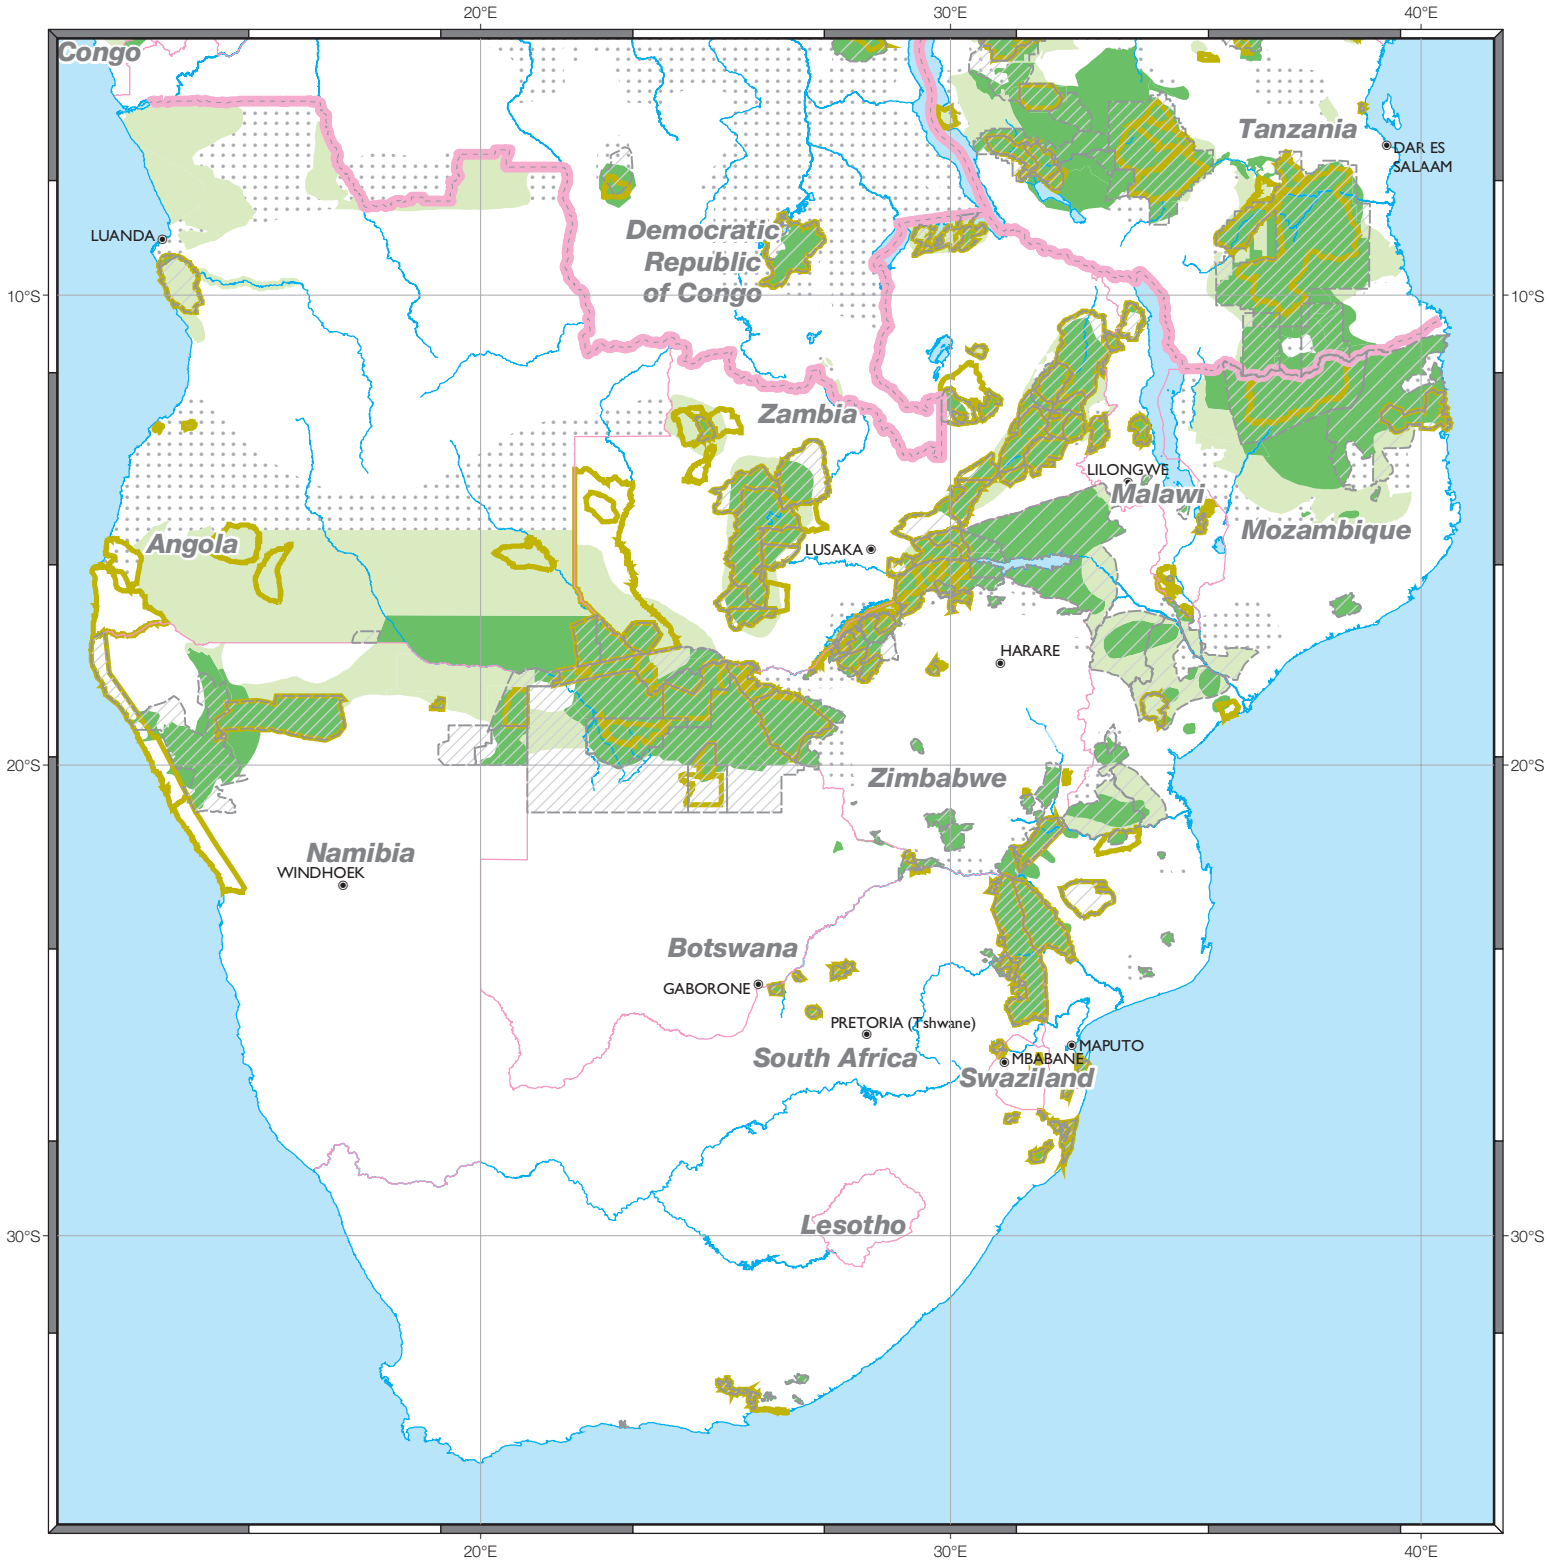 20°E
30°E
40°E
Congo
Tanzania
DAR ES
SALAAM
LUANDA
Democratic
Republic
of Congo
10°S
10°S
Zambia
LILONGWE
Malawi
Mozambique
Angola
LUSAKA
HARARE
20°S
20°S
Zimbabwe
Namibia
WINDHOEK
Botswana
GABORONE
PRETORIA (Tshwane)
South Africa
MAPUTO
MBABANE
Swaziland
Lesotho
30°S
30°S
20°E
30°E
40°E